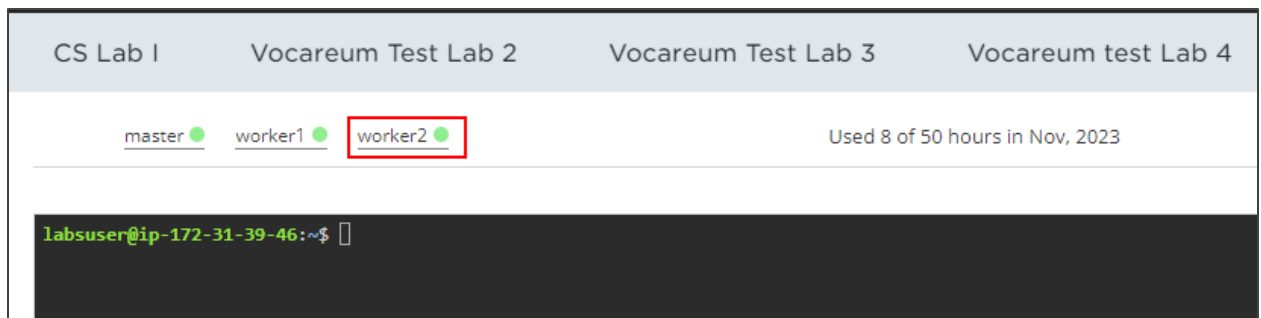 CS Lab I Vocareum Test Lab 2 Vocareum Test Lab 3 Vocareum test Lab 4
master worker1 worker2 Used 8 of 50 hours in Nov, 2023
labsuser@ip-172-31-39-46:~$